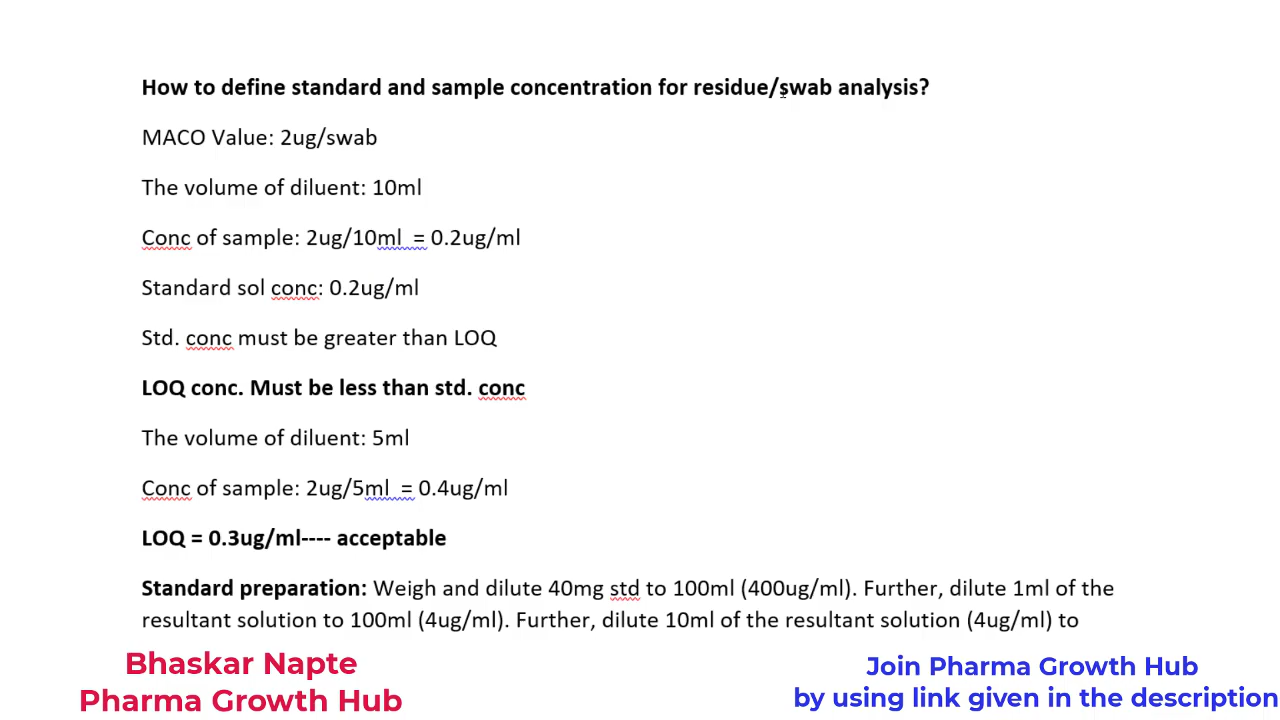 How to define standard and sample concentration for residue/swab analysis?
MACO Value: 2ug/swab
The volume of diluent: 10ml
Conc of sample: 2ug/10ml  = 0.2ug/ml
Standard sol conc: 0.2ug/ml
Std. conc must be greater than LOQ
LOQ conc. Must be less than std. conc
The volume of diluent: 5ml
Conc of sample: 2ug/5ml  = 0.4ug/ml
LOQ = 0.3ug/ml---- acceptable
Standard preparation: Weigh and dilute 40mg std to 100ml (400ug/ml). Further, dilute 1ml of the
resultant solution to 100ml (4ug/ml). Further, dilute 10ml of the resultant solution (4ug/ml) to
Bhaskar Napte
Pharma Growth Hub
Join Pharma Growth Hub
by using link given in the description